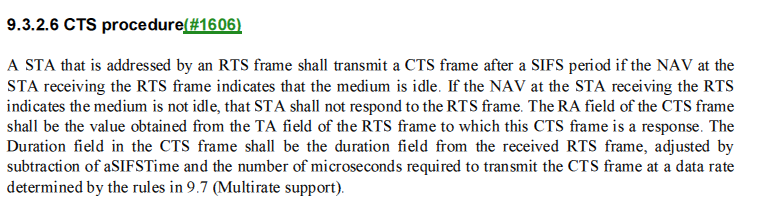 9.3.2.6 CTS procedure(#1606)
A STA that is addressed by an RTS frame shall transmit a CTS frame after a SIFS period if the NAV at the
STA receiving the RTS frame indicates that the medium is idle. If the NAV at the STA receiving the RTS
indicates the medium is not idle, that STA shall not respond to the RTS frame. The RA field of the CTS frame
shall be the value obtained from the TA field of the RTS frame to which this CTS frame is a response. The
Duration field in the CTS frame shall be the duration field from the received RTS frame, adjusted by
subtraction of aSIFSTime and the number of microseconds required to transmit the CTS frame at a data rate
determined by the rules in 9.7 (Multirate support).